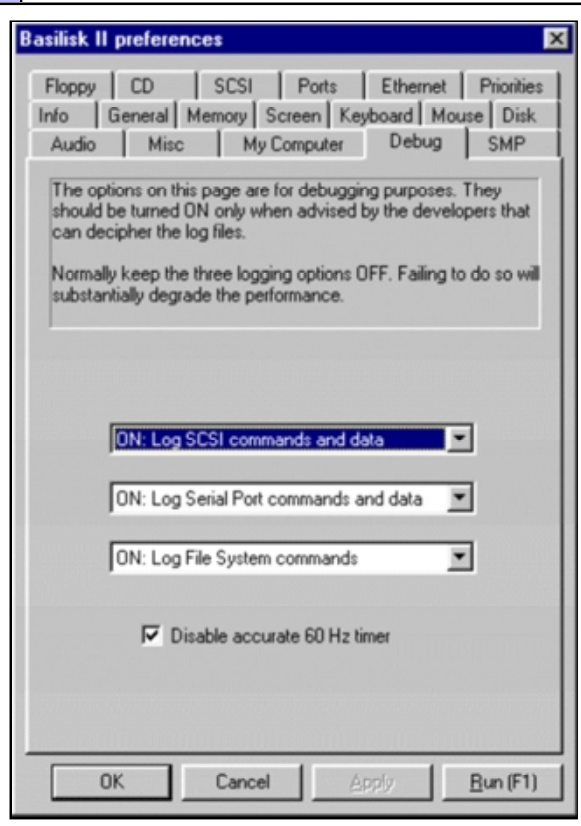 Basilisk II preferences
Floppy CD SCSI Ports Ethernet Priorities
Info General Memory Screen Keyboard Mouse Disk
Audio Misc My Computer Debug SMP
The options on this page are for debugging purposes. They
should be turned ON only when advised by the developers that
can decipher the log files.
Normally keep the three logging options OFF. Failing to do so will
substantially degrade the performance.
ON: Log SCSI commands and data
ON: Log Serial Port commands and data
ON: Log File System commands
Disable accurate 60 Hz timer
OK Cancel Apply Run (F1)